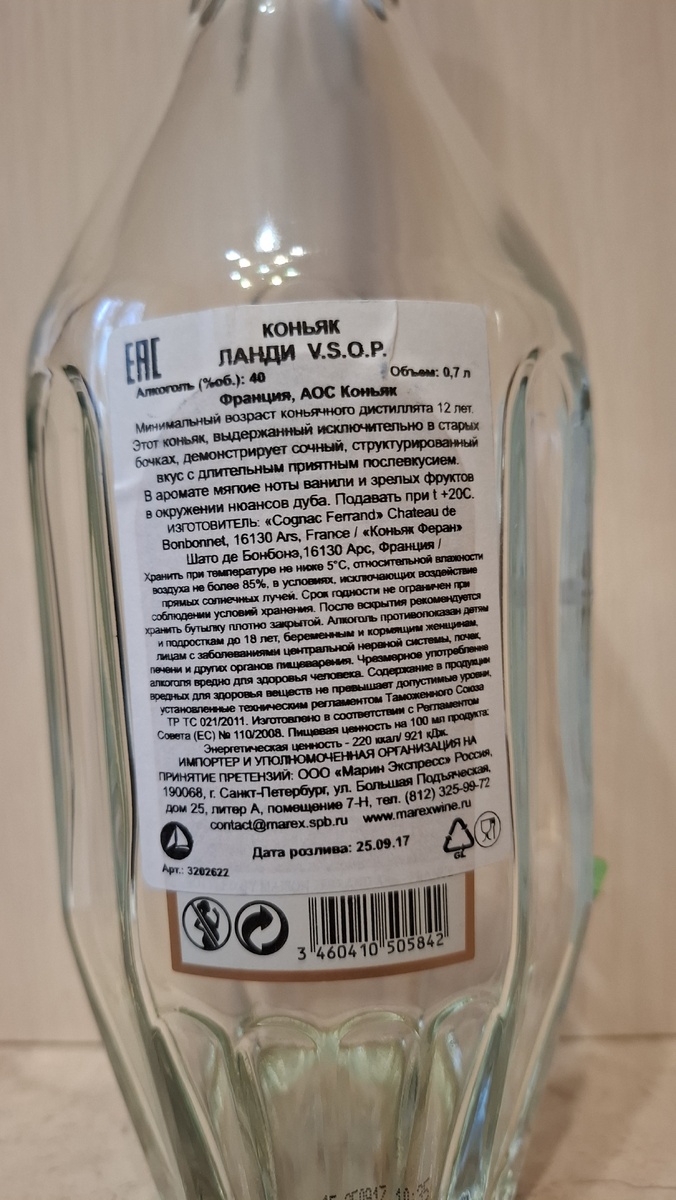 EAC
КОНЬЯК
ЛАНДИ V.S.O.P.
Алкоголь (%об.): 40 Объем: 0,7 л
Франция, АОС Коньяк
Минимальный возраст коньячного дистиллята 12 лет.
Этот коньяк, выдержанный исключительно в старых
бочках, демонстрирует сочный, структурированный
вкус с длительным приятным послевкусием.
В аромате мягкие ноты ванили и зрелых фруктов
в окружении нюансов дуба. Подавать при t +20С.
ИЗГОТОВИТЕЛЬ: «Cognac Ferrand» Chateau de
Bonbonnet, 16130 Ars, France / «Коньяк Феран»
Шато де Бонбонэ,16130 Арс, Франция /
Хранить при температуре не ниже 5°С, относительной влажности
воздуха не более 85%, в условиях, исключающих воздействие
прямых солнечных лучей. Срок годности не ограничен при
соблюдении условий хранения. После вскрытия рекомендуется
хранить бутылку плотно закрытой. Алкоголь противопоказан детям
и подросткам до 18 лет, беременным и кормящим женщинам,
лицам с заболеваниями центральной нервной системы, почек,
печени и других органов пищеварения. Чрезмерное употребление
алкоголя вредно для здоровья человека. Содержание в продукции
вредных для здоровья веществ не превышает допустимые уровни,
установленные техническим регламентом Таможенного Союза
ТР ТС 021/2011. Изготовлено в соответствии с Регламентом
Совета (ЕС) № 110/2008. Пищевая ценность на 100 мл продукта:
Энергетическая ценность - 220 ккал/ 921 кДж.
ИМПОРТЕР И УПОЛНОМОЧЕННАЯ ОРГАНИЗАЦИЯ НА
ПРИНЯТИЕ ПРЕТЕНЗИЙ: ООО «Марин Экспресс» Россия,
190068, г. Санкт-Петербург, ул. Большая Подъяческая,
дом 25, литер А, помещение 7-Н, тел. (812) 325-99-72
contact@marex.spb.ru www.marexwine.ru
Дата розлива: 25.09.17
GL
Арт.: 3202622
3 460410 505842